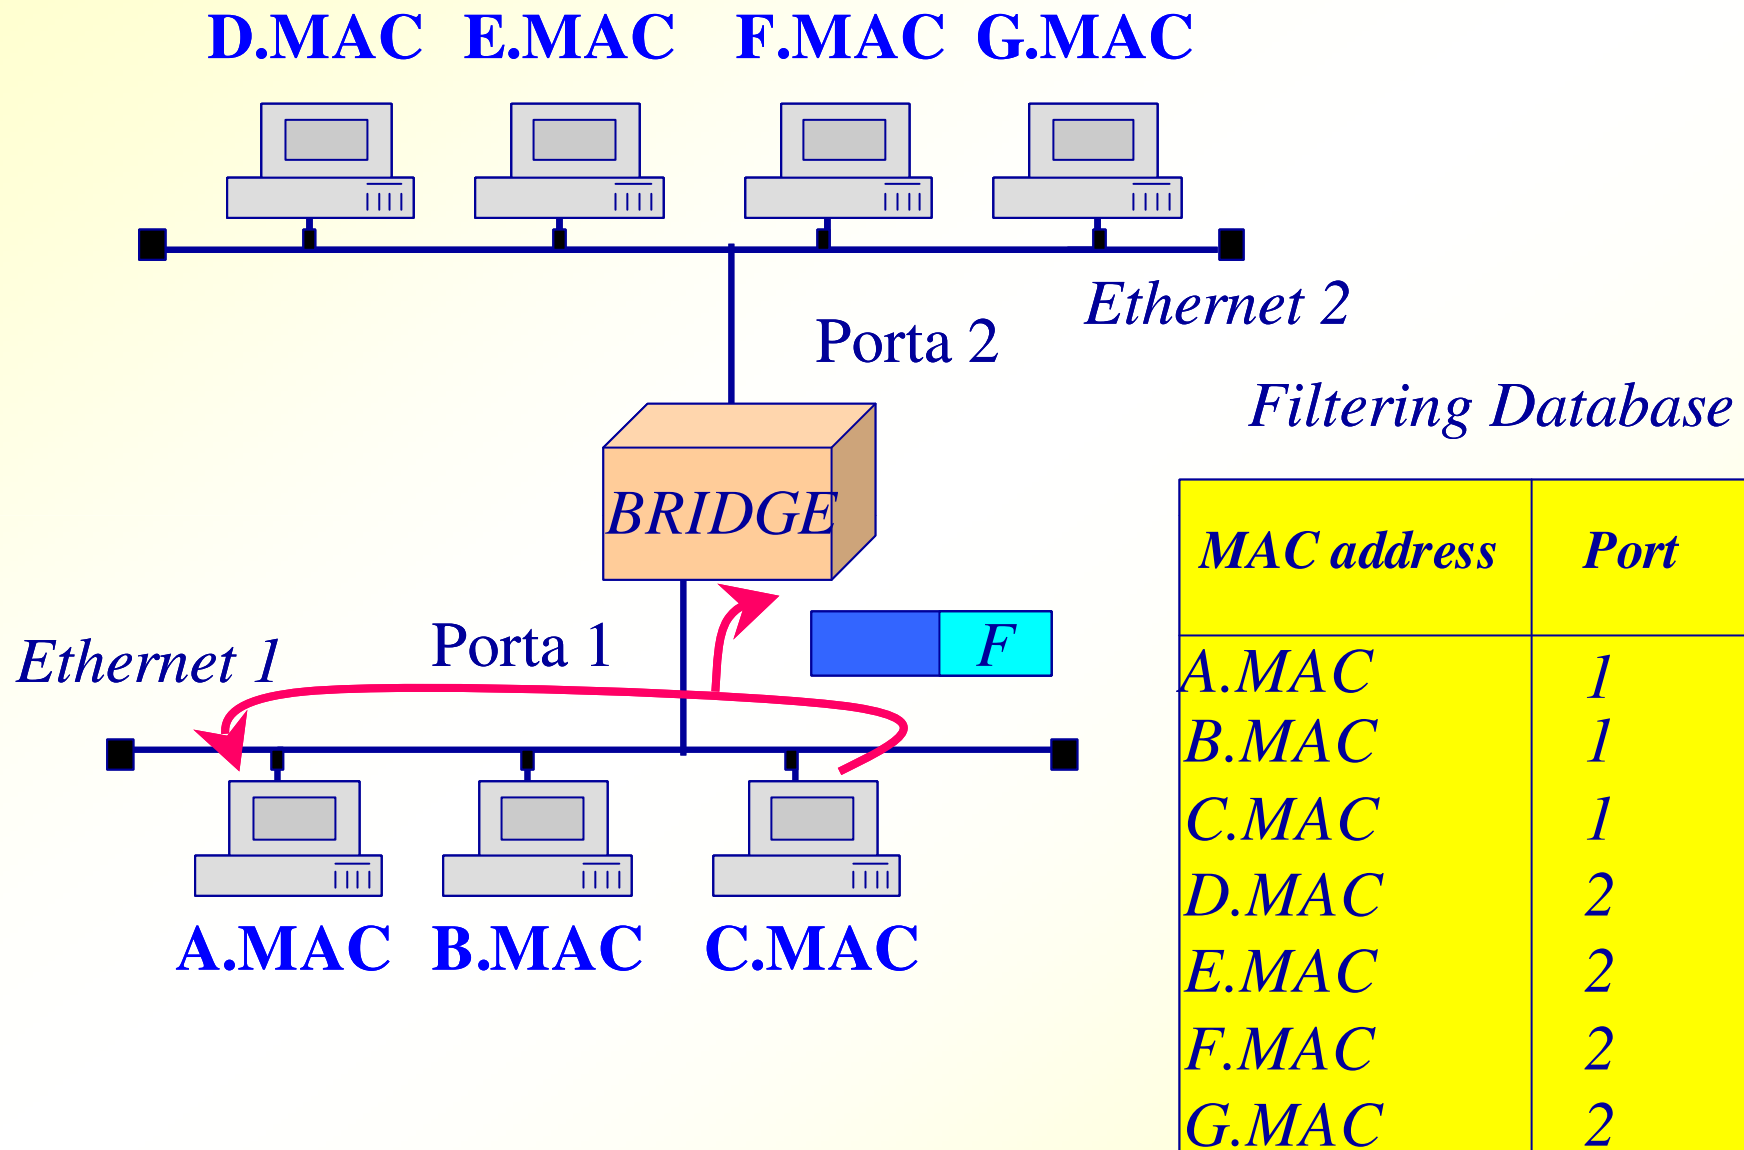 D.MAC E.MAC F.MAC G.MAC
Ethernet 2
Porta 2
Filtering Database
BRIDGE
MAC address Port
Ethernet 1 Porta 1 F
A.MAC 1
B.MAC 1
C.MAC 1
D.MAC 2
E.MAC 2
F.MAC 2
G.MAC 2
A.MAC B.MAC C.MAC